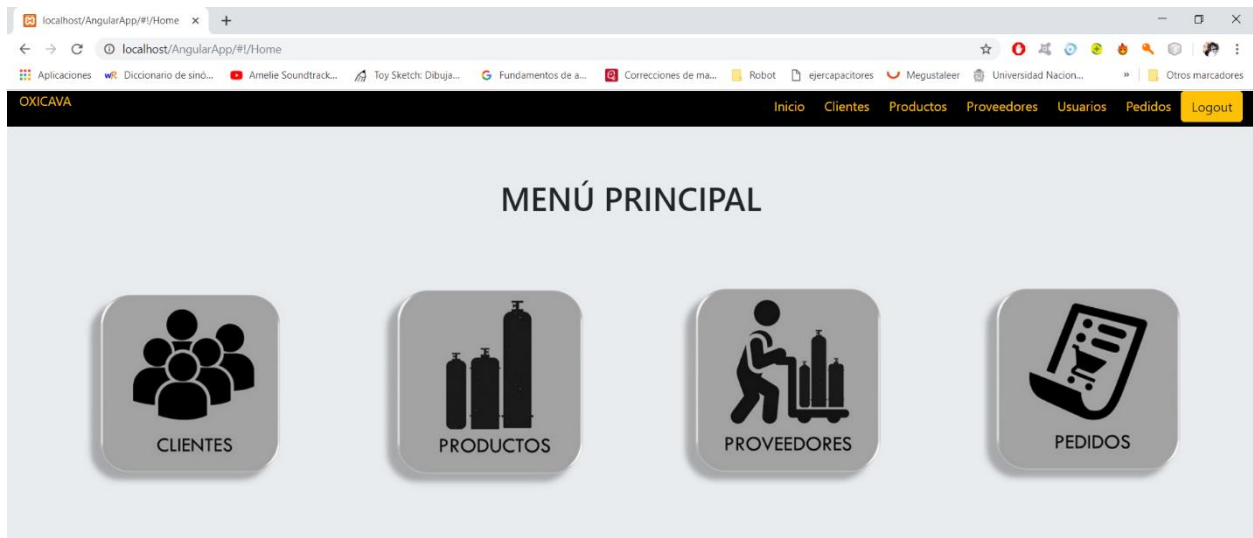 localhost/AngularApp/#!/Home
localhost/AngularApp/#!/Home
Aplicaciones
wR Diccionario de sinó...
Amelie Soundtrack...
Toy Sketch: Dibuja...
G Fundamentos de a...
Correcciones de ma...
Robot
ejercapacitores
Megustaleer
Universidad Nacion...
»
Otros marcadores
OXICAVA
Inicio
Clientes
Productos
Proveedores
Usuarios
Pedidos
Logout
MENÚ PRINCIPAL
CLIENTES
PRODUCTOS
PROVEEDORES
PEDIDOS